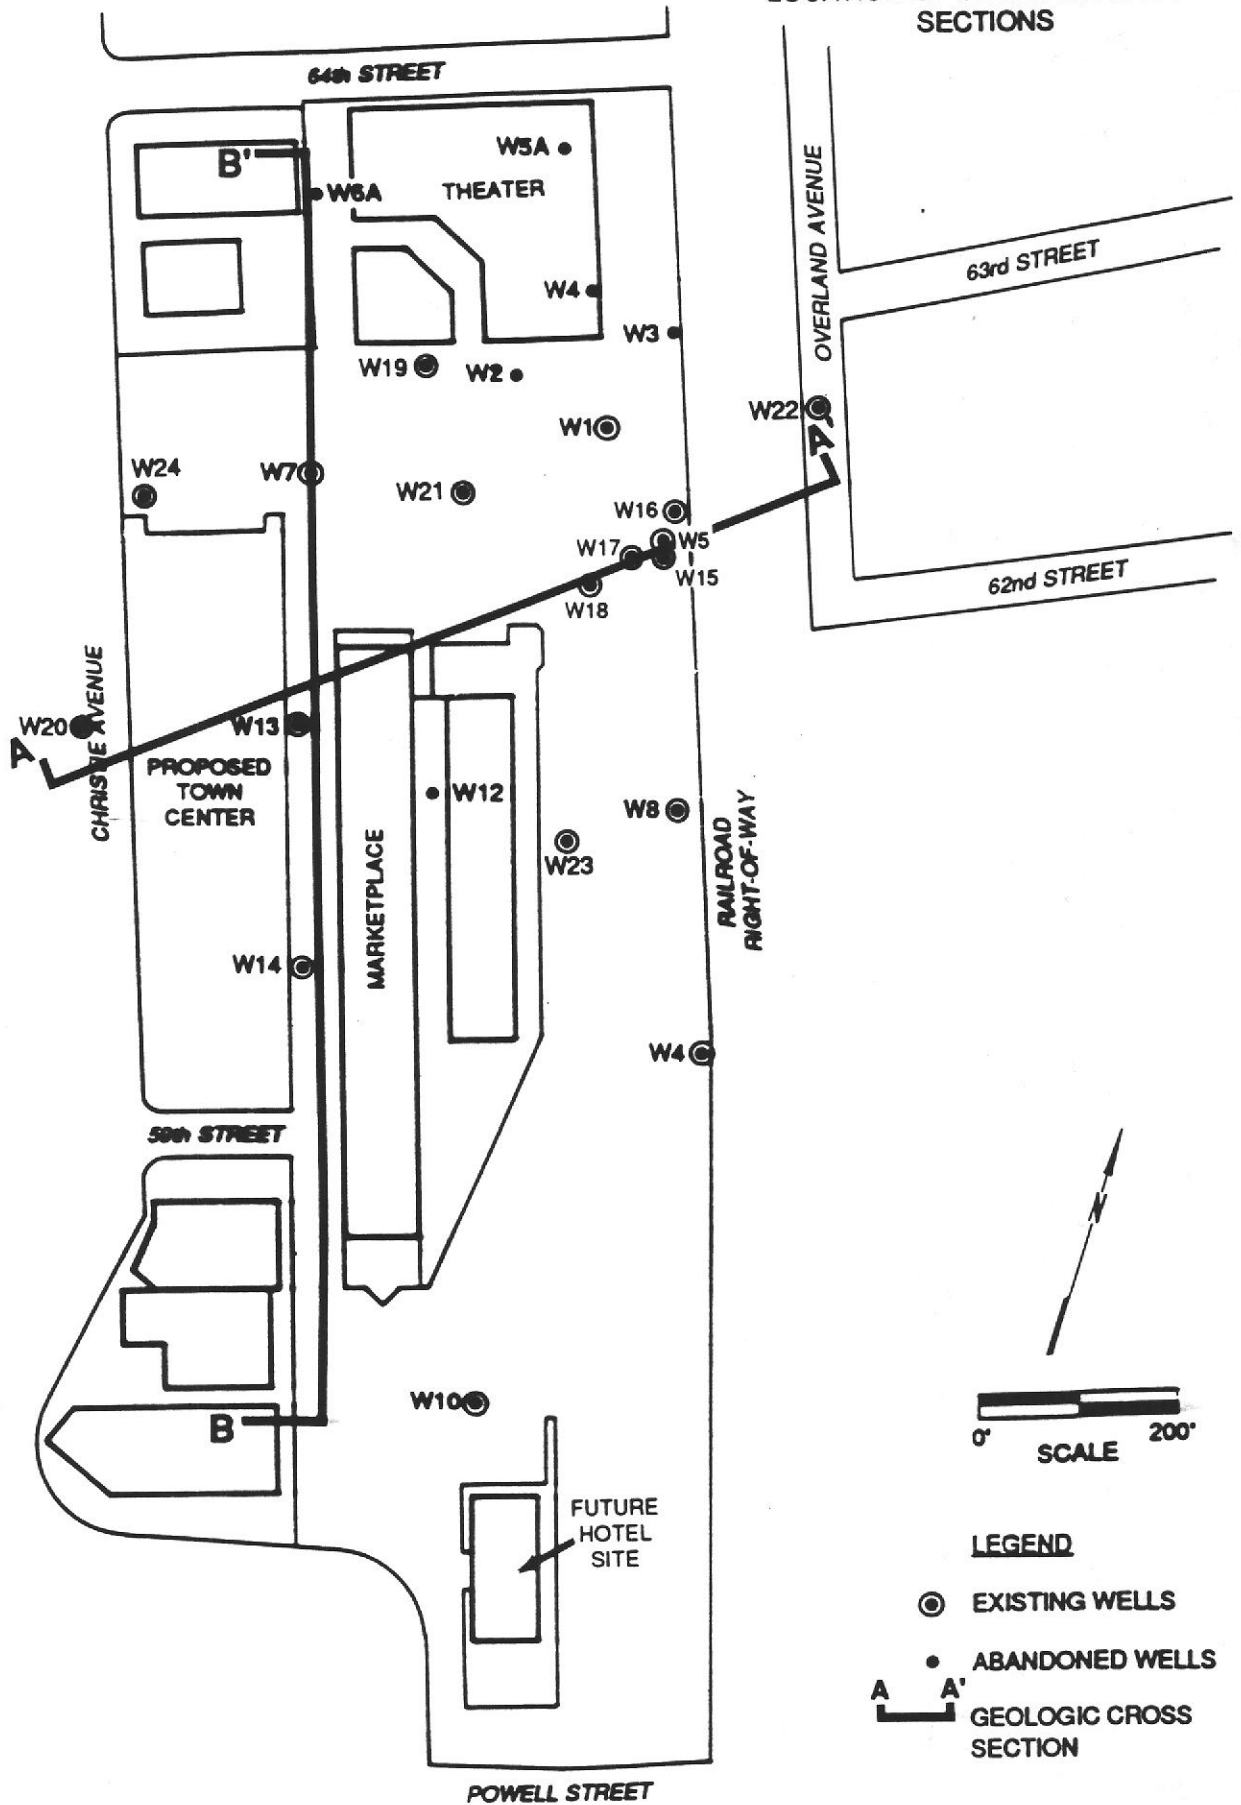 SECTIONS
64th STREET
B'
W5A
W6A
THEATER
OVERLAND AVENUE
63rd STREET
W4
W3
W19
W2
W22
W1
A'
W24
W7
W21
W16
W5
W17
W15
W18
62nd STREET
CHRISTIE AVENUE
W20
W13
A
PROPOSED
TOWN
CENTER
W12
W8
MARKETPLACE
W23
RAILROAD
RIGHT-OF-WAY
W14
W4
59th STREET
N
W10
B
0'
200'
SCALE
FUTURE
HOTEL
SITE
LEGEND
EXISTING WELLS
ABANDONED WELLS
A A'
GEOLOGIC CROSS
SECTION
POWELL STREET